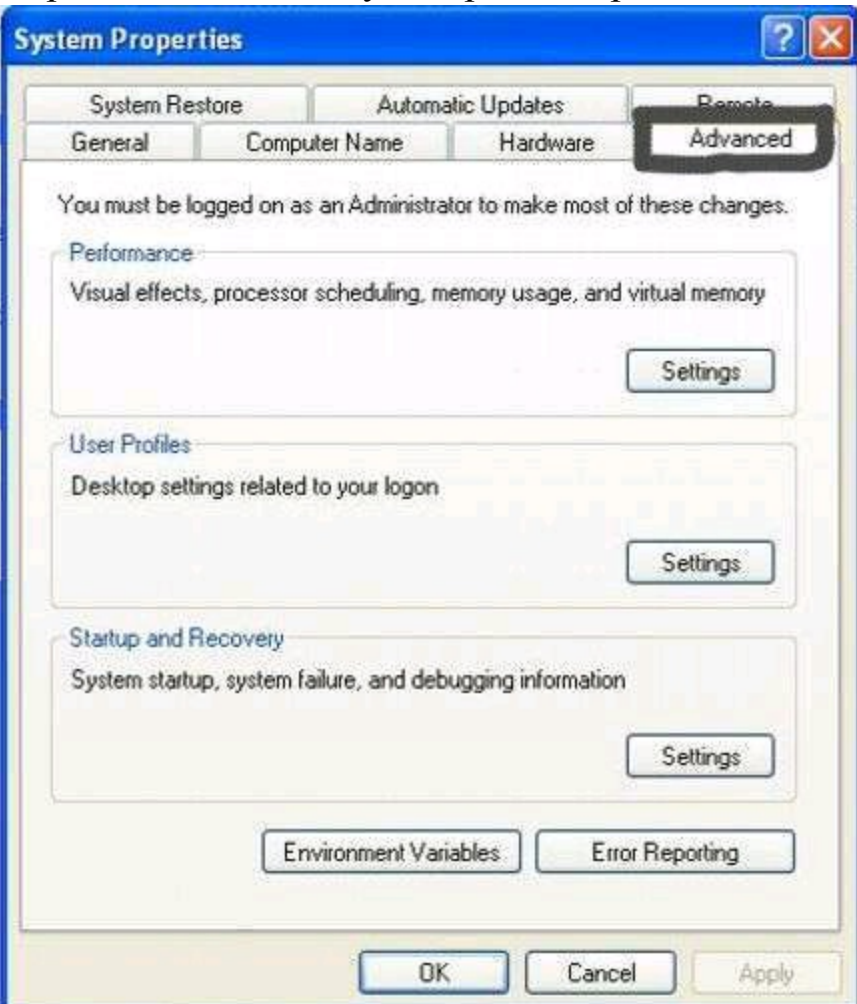 System Properties
System Restore Automatic Updates Remote
General Computer Name Hardware Advanced
You must be logged on as an Administrator to make most of these changes.
Performance
Visual effects, processor scheduling, memory usage, and virtual memory
Settings
User Profiles
Desktop settings related to your logon
Settings
Startup and Recovery
System startup, system failure, and debugging information
Settings
Environment Variables Error Reporting
OK Cancel Apply